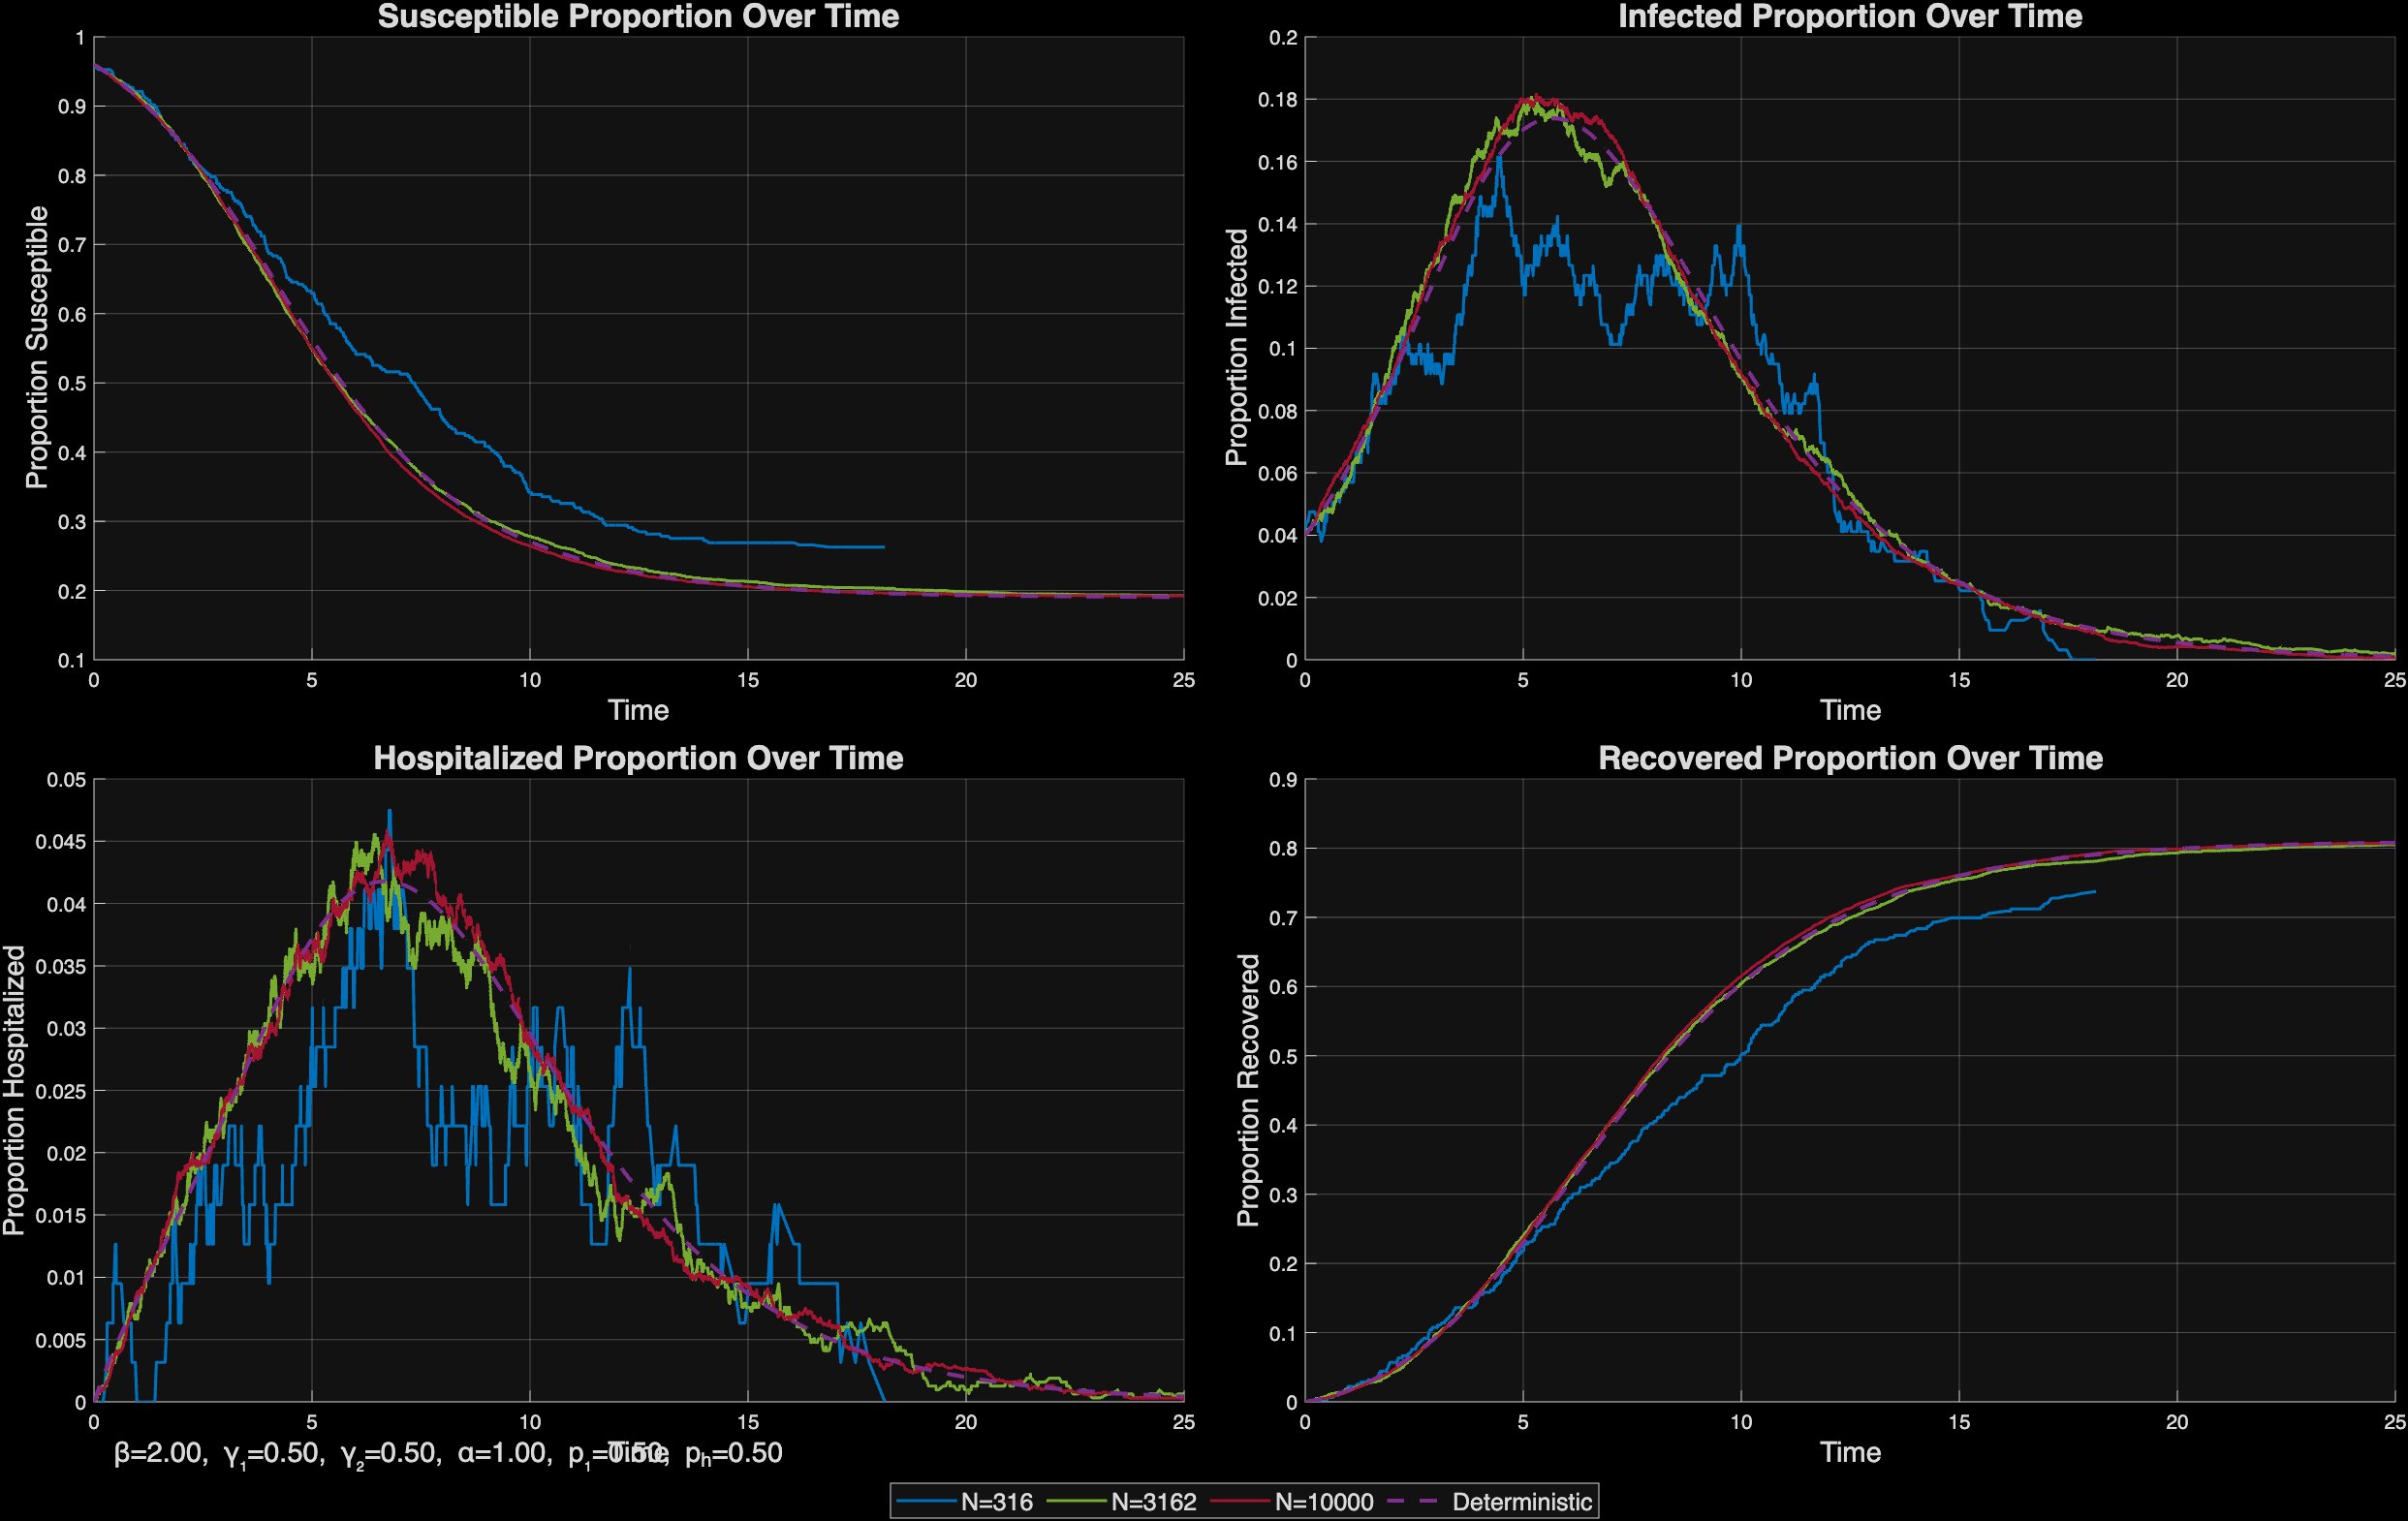 Susceptible Proportion Over Time
Proportion Susceptible
1
0.9
0.8
0.7
0.6
0.5
0.4
0.3
0.2
0.1
0 5 10 15 20 25
Time
Infected Proportion Over Time
Proportion Infected
0.2
0.18
0.16
0.14
0.12
0.1
0.08
0.06
0.04
0.02
0
0 5 10 15 20 25
Time
Hospitalized Proportion Over Time
Proportion Hospitalized
0.05
0.045
0.04
0.035
0.03
0.025
0.02
0.015
0.01
0.005
0
0 5 10 15 20 25
Time
β=2.00, γ₁=0.50, γ₂=0.50, α=1.00, p₁=0.50, pₕ=0.50
Recovered Proportion Over Time
Proportion Recovered
0.9
0.8
0.7
0.6
0.5
0.4
0.3
0.2
0.1
0
0 5 10 15 20 25
Time
N=316 N=3162 N=10000 Deterministic